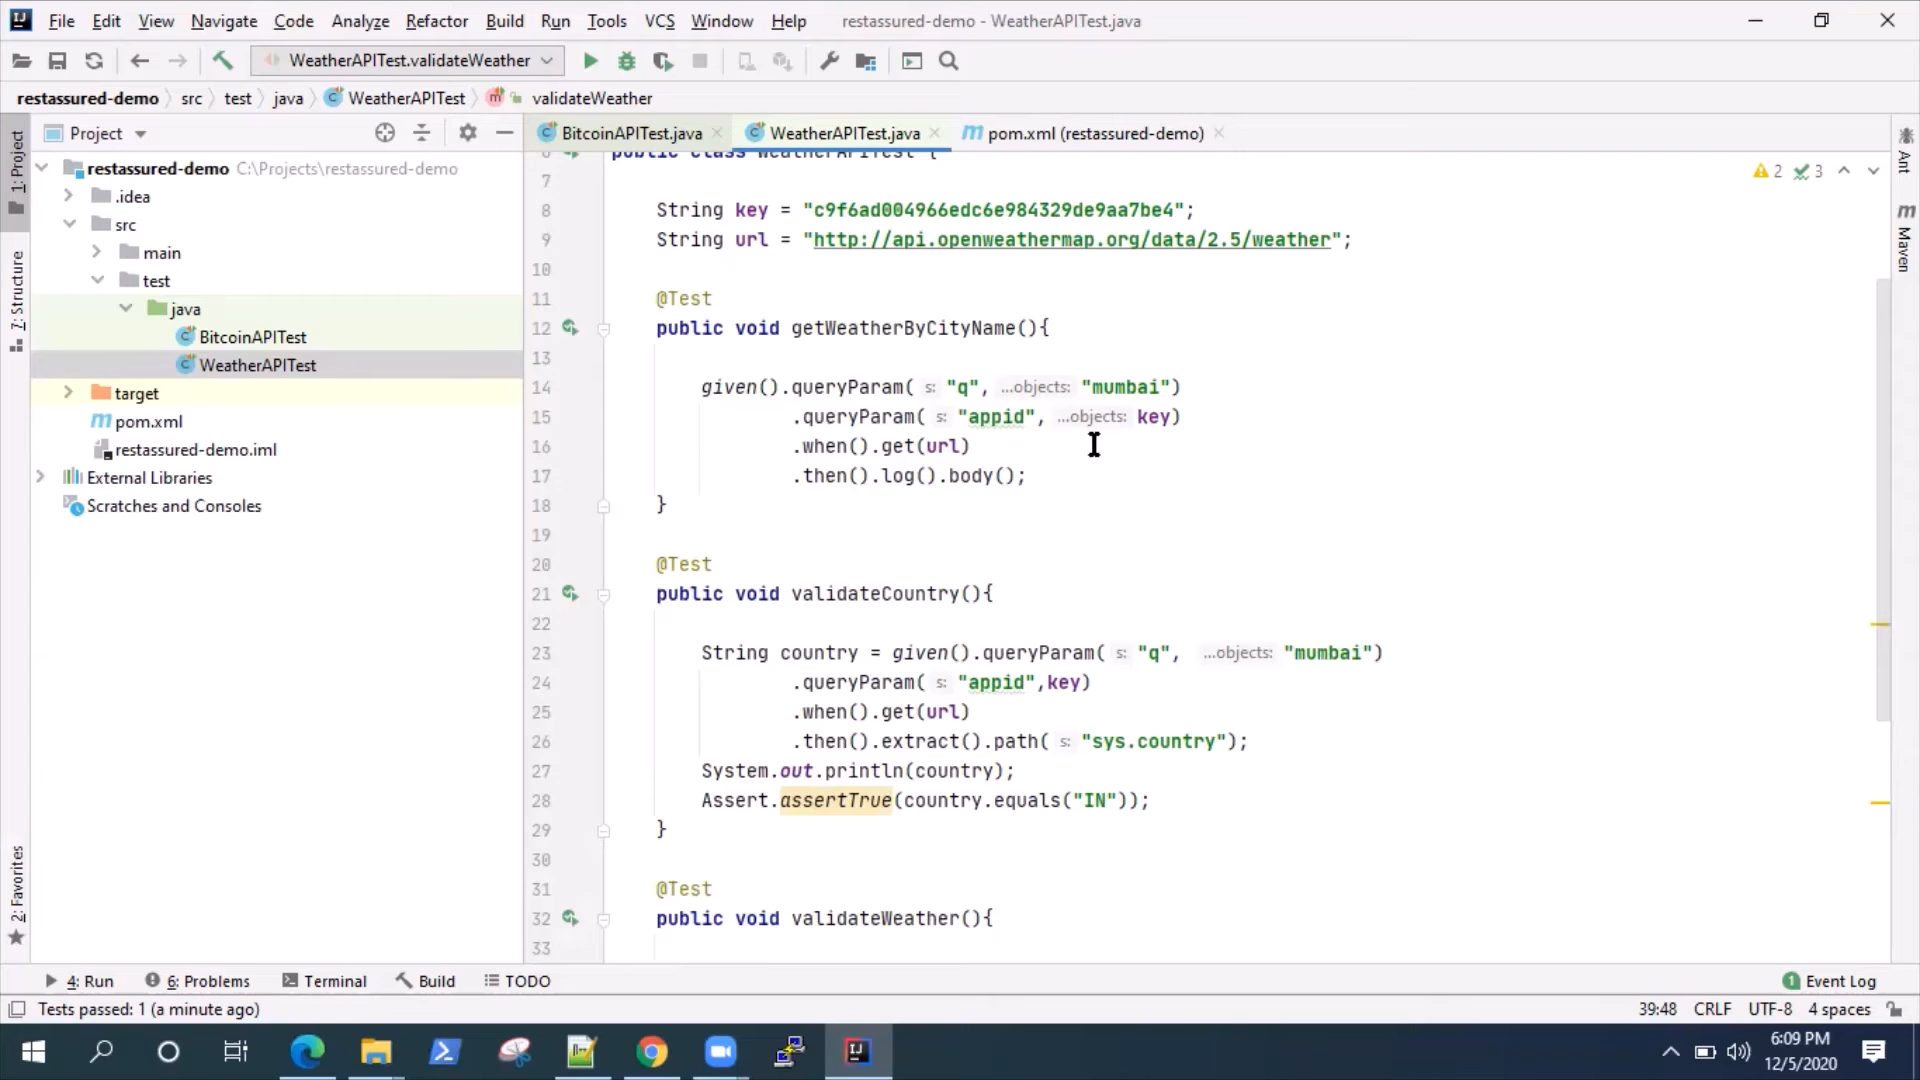 File Edit View Navigate Code Analyze Refactor Build Run Tools VCS Window Help restassured-demo - WeatherAPITest.java
WeatherAPITest.validateWeather
restassured-demo src test java WeatherAPITest validateWeather
1: Project
7: Structure
2: Favorites
Project
restassured-demo C:\Projects\restassured-demo
.idea
src
main
test
java
BitcoinAPITest
WeatherAPITest
target
pom.xml
restassured-demo.iml
External Libraries
Scratches and Consoles
BitcoinAPITest.java WeatherAPITest.java pom.xml (restassured-demo)
2 3
6 public class WeatherAPITest {
7
8 String key = "c9f6ad004966edc6e984329de9aa7be4";
9 String url = "http://api.openweathermap.org/data/2.5/weather";
10
11 @Test
12 public void getWeatherByCityName(){
13
14 given().queryParam( s: "q", ...objects: "mumbai")
15 .queryParam( s: "appid", ...objects: key)
16 .when().get(url)
17 .then().log().body();
18 }
19
20 @Test
21 public void validateCountry(){
22
23 String country = given().queryParam( s: "q", ...objects: "mumbai")
24 .queryParam( s: "appid",key)
25 .when().get(url)
26 .then().extract().path( s: "sys.country");
27 System.out.println(country);
28 Assert.assertTrue(country.equals("IN"));
29 }
30
31 @Test
32 public void validateWeather(){
33
Ant
Maven
4: Run 6: Problems Terminal Build TODO 1 Event Log
Tests passed: 1 (a minute ago) 39:48 CRLF UTF-8 4 spaces
6:09 PM
12/5/2020